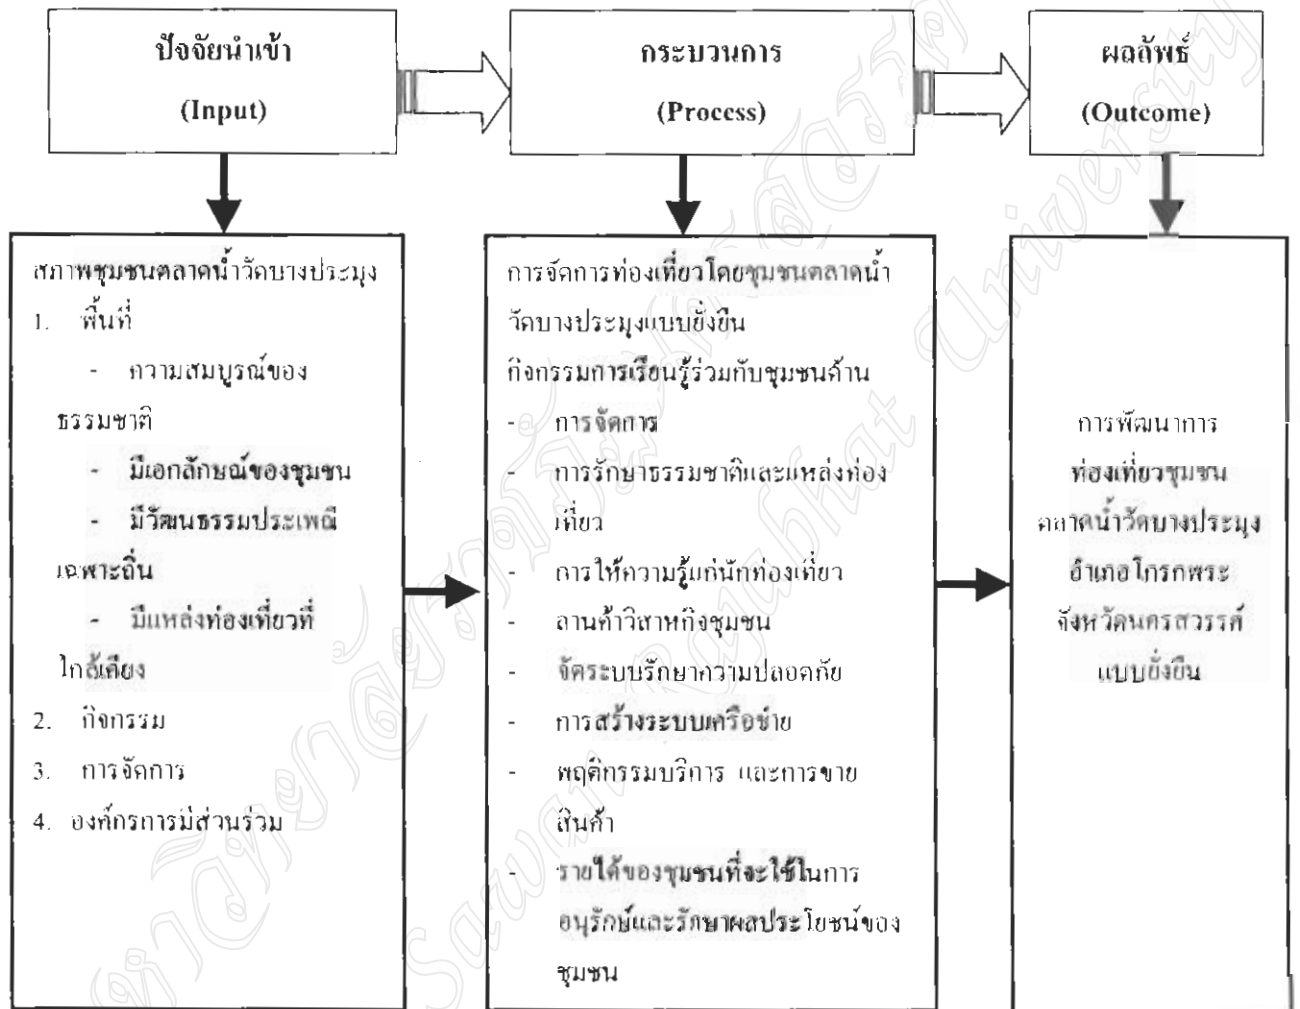 ปัจจัยนำเข้า
(Input)
กระบวนการ
(Process)
ผลลัพธ์
(Outcome)
สภาพชุมชนตลาดน้ำวัดบางประมุง
1. พื้นที่
- ความสมบูรณ์ของ
ธรรมชาติ
- มีเอกลักษณ์ของชุมชน
- มีวัฒนธรรมประเพณี
เฉพาะถิ่น
- มีแหล่งท่องเที่ยวที่
ใกล้เคียง
2. กิจกรรม
3. การจัดการ
4. องค์กรการมีส่วนร่วม
การจัดการท่องเที่ยวโดยชุมชนตลาดน้ำ
วัดบางประมุงแบบยั่งยืน
กิจกรรมการเรียนรู้ร่วมกับชุมชนด้าน
- การจัดการ
- การรักษาธรรมชาติและแหล่งท่อง
เที่ยว
- การให้ความรู้แก่นักท่องเที่ยว
- ลานค้าวิสาหกิจชุมชน
- จัดระบบรักษาความปลอดภัย
- การสร้างระบบเครือข่าย
- พฤติกรรมบริการ และการขาย
สินค้า
- รายได้ของชุมชนที่จะใช้ในการ
อนุรักษ์และรักษาผลประโยชน์ของ
ชุมชน
การพัฒนาการ
ท่องเที่ยวชุมชน
ตลาดน้ำวัดบางประมุง
อำเภอโกรกพระ
จังหวัดนครสวรรค์
แบบยั่งยืน
Sawan Rajabhat University